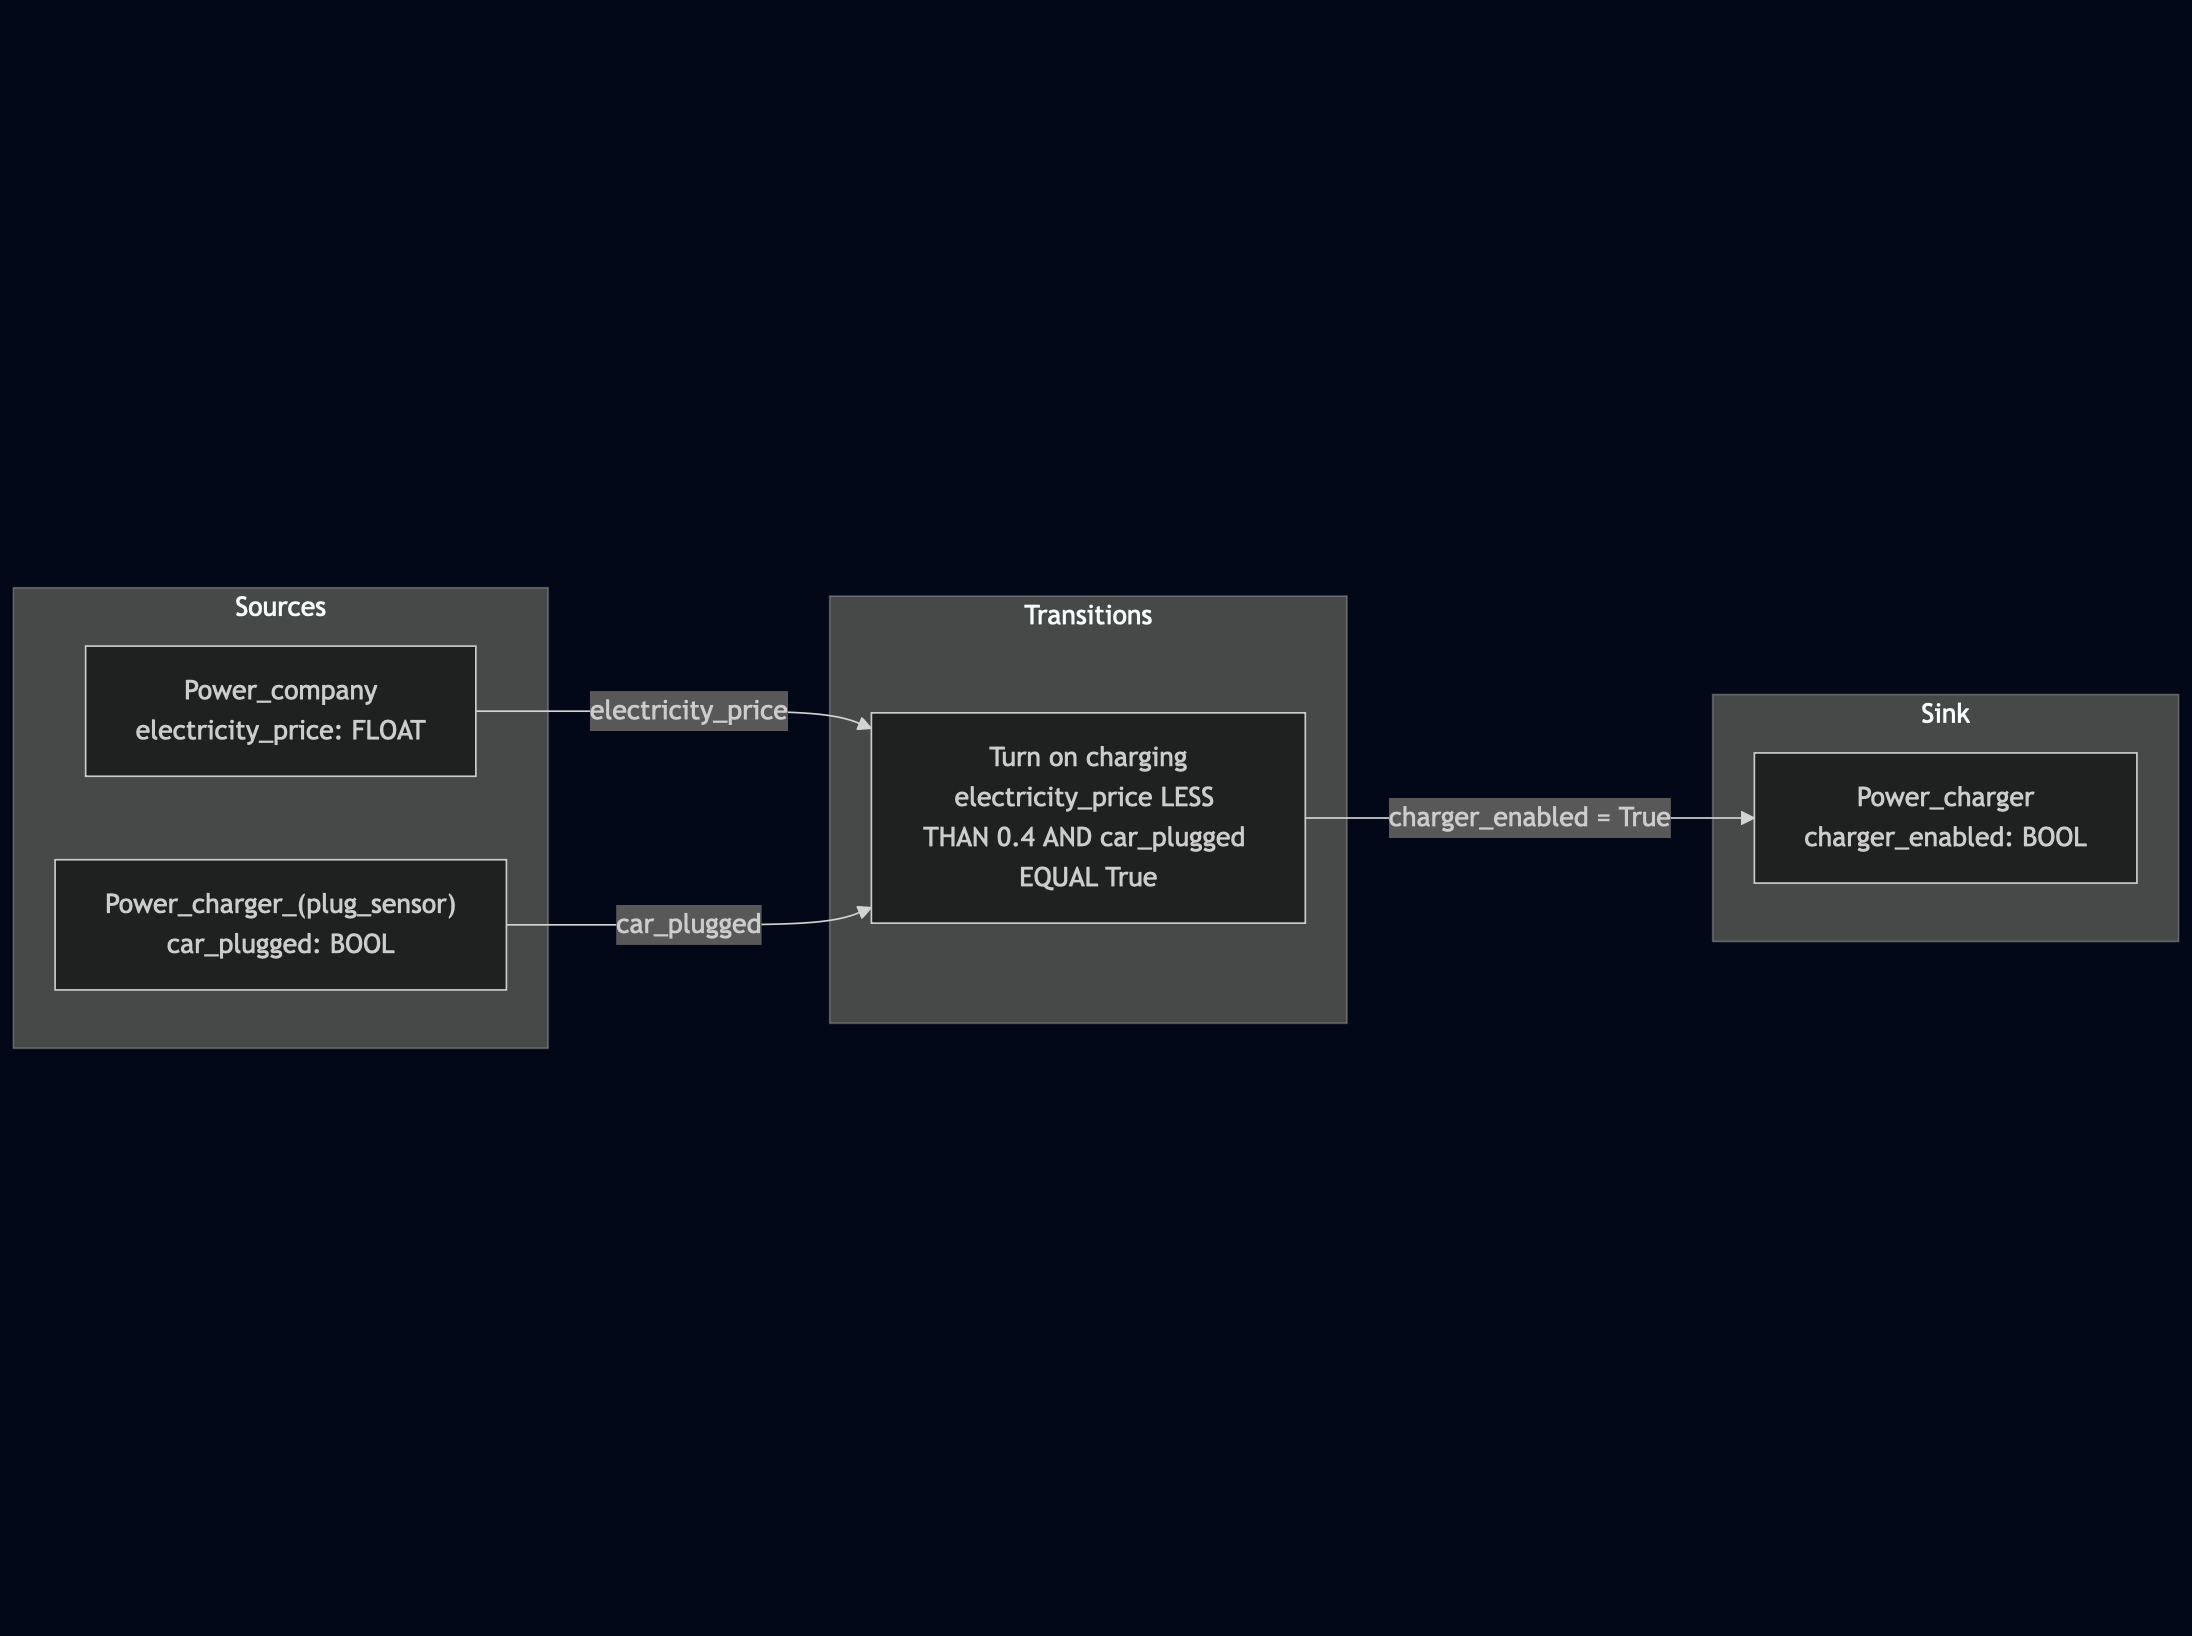 Sources
Power_company
electricity_price: FLOAT
Power_charger_(plug_sensor)
car_plugged: BOOL
electricity_price
car_plugged
Transitions
Turn on charging
electricity_price LESS
THAN 0.4 AND car_plugged
EQUAL True
charger_enabled = True
Sink
Power_charger
charger_enabled: BOOL